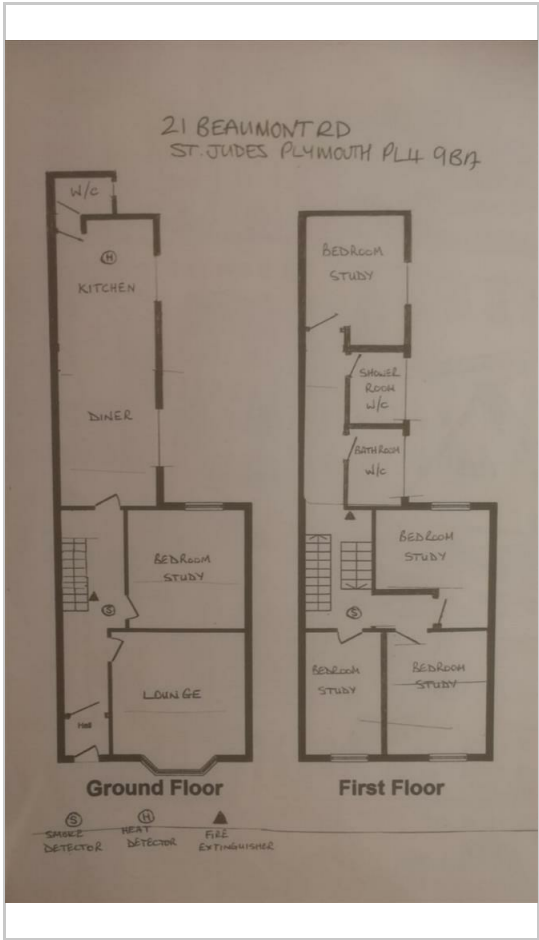 21 BEAUMONT RD
ST. JUDES PLYMOUTH PL4 9BA
W/C
H
KITCHEN
DINER
BEDROOM
STUDY
S
LOUNGE
Hall
Ground Floor
BEDROOM
STUDY
SHOWER
ROOM
W/C
BATHROOM
W/C
BEDROOM
STUDY
S
BEDROOM
STUDY
BEDROOM
STUDY
First Floor
S
SMOKE
DETECTOR
H
HEAT
DETECTOR
FIRE
EXTINGUISHER